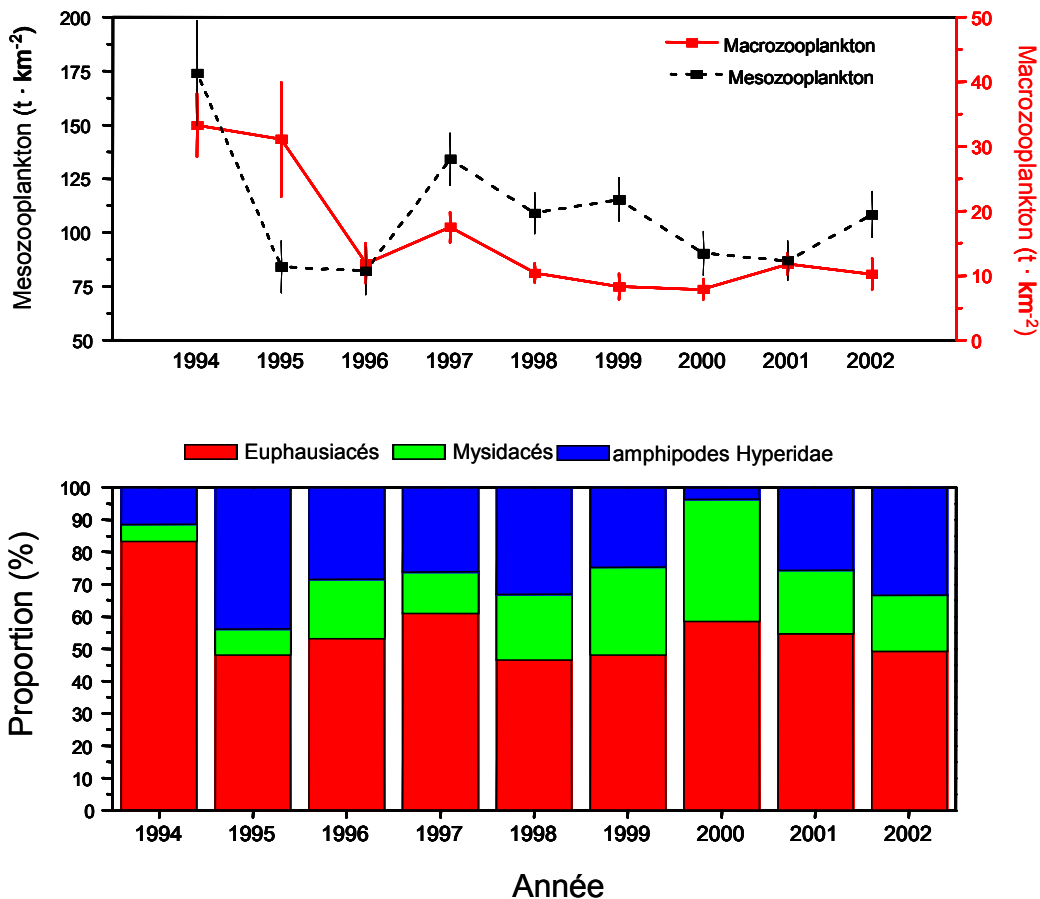 Mesozooplankton (t · km-2)
200
175
150
125
100
75
50
Macrozooplankton
Mesozooplankton
50
40
30
20
10
0
Macrozooplankton (t · km-2)
1994 1995 1996 1997 1998 1999 2000 2001 2002
Euphausiacés Mysidacés amphipodes Hyperidae
Proportion (%)
100
90
80
70
60
50
40
30
20
10
0
1994 1995 1996 1997 1998 1999 2000 2001 2002
Année